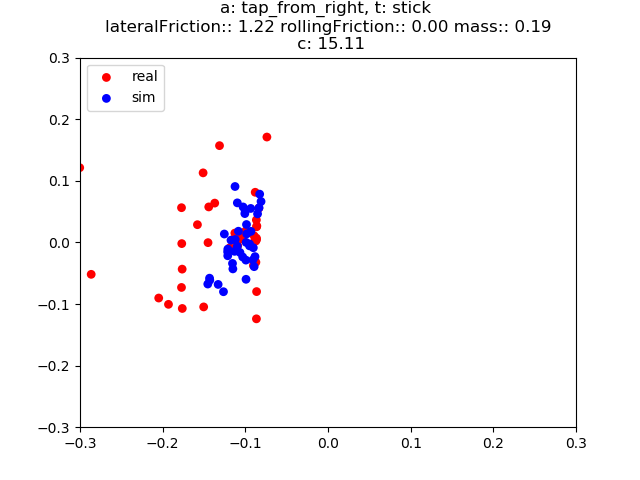 a: tap_from_right, t: stick
lateralFriction:: 1.22 rollingFriction:: 0.00 mass:: 0.19
c: 15.11
real
sim
0.3
0.2
0.1
0.0
−0.1
−0.2
−0.3
−0.3 −0.2 −0.1 0.0 0.1 0.2 0.3